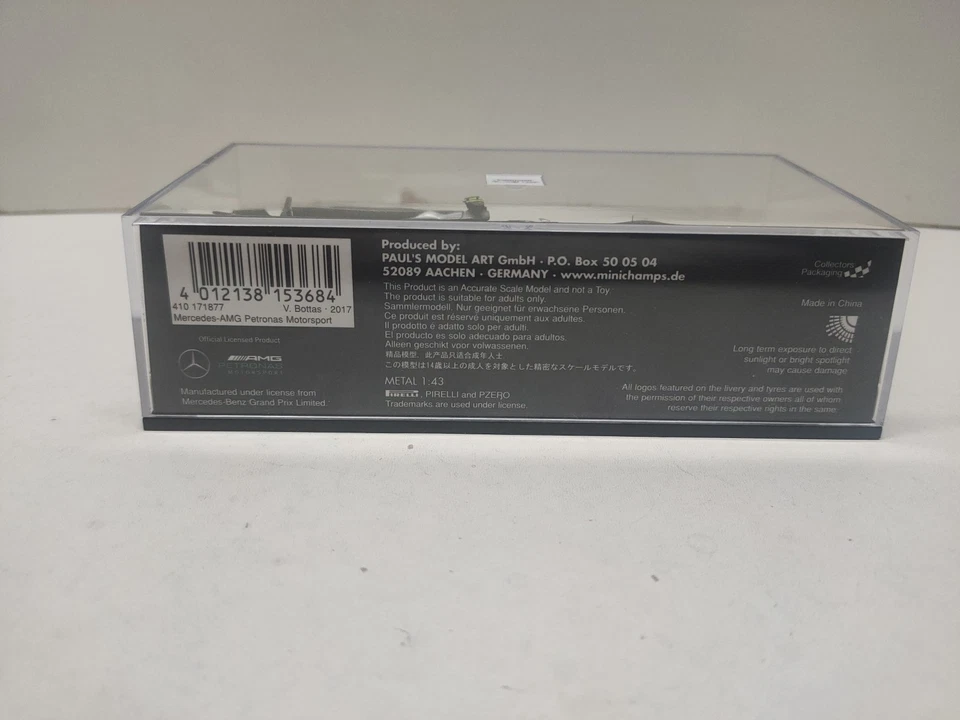 4 012138 153684
410 171877 V. Bottas · 2017
Mercedes-AMG Petronas Motorsport
Official Licensed Product
AMG
PETRONAS
MOTORSPORT
Manufactured under license from
Mercedes-Benz Grand Prix Limited.
Produced by:
PAUL'S MODEL ART GmbH · P.O. Box 50 05 04
52089 AACHEN · GERMANY · www.minichamps.de
This Product is an Accurate Scale Model and not a Toy.
The product is suitable for adults only.
Sammlermodell. Nur geeignet für erwachsene Personen.
Ce produit est réservé uniquement aux adultes.
Il prodotto è adatto solo per adulti.
El producto es solo adecuado para adultos.
Alleen geschikt voor volwassenen.
精品模型，此产品只适合成年人士
この模型は14歳以上の成人を対象とした精密なスケールモデルです。
METAL 1:43
PIRELLI, PIRELLI and PZERO
Trademarks are used under license.
Collectors
Packaging
Made in China
Long term exposure to direct
sunlight or bright spotlight
may cause damage
All logos featured on the livery and tyres are used with
the permission of their respective owners all of whom
reserve their respective rights in the same.